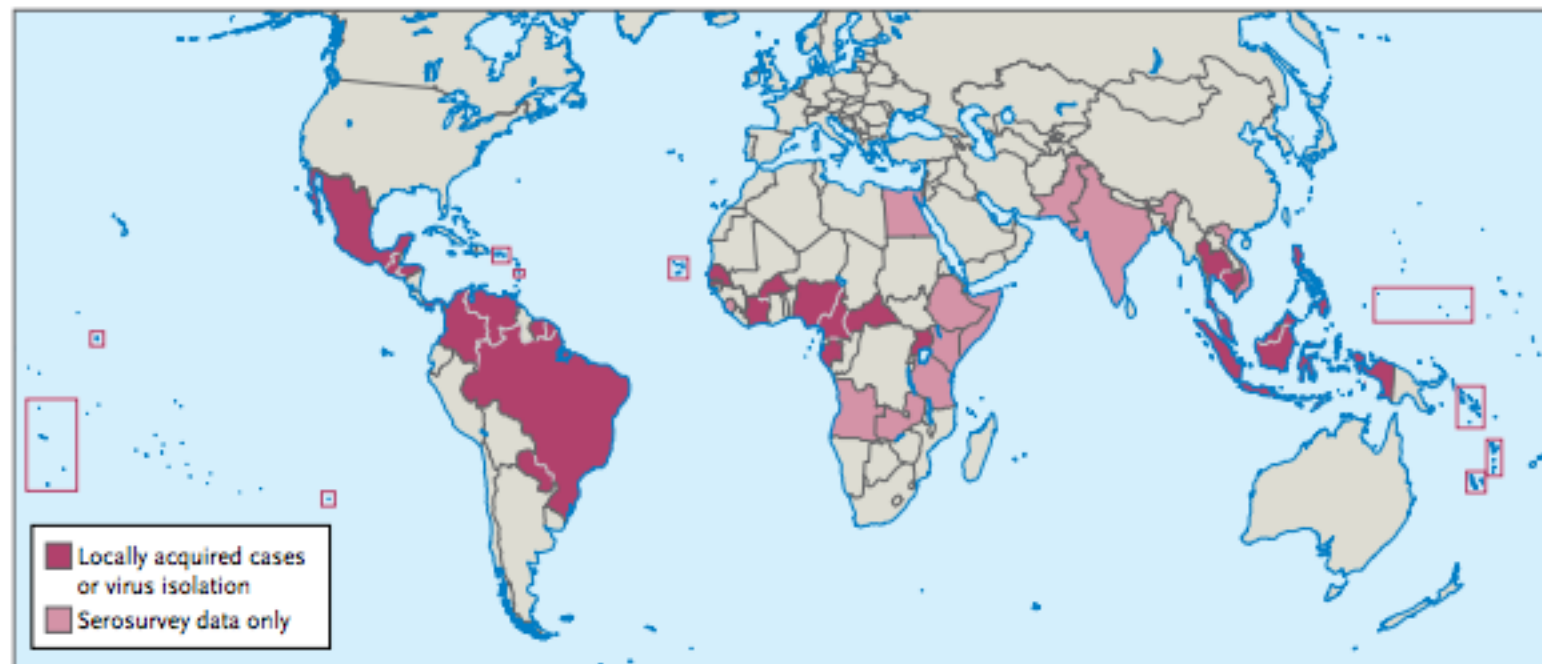 Locally acquired cases
or virus isolation
Serosurvey data only